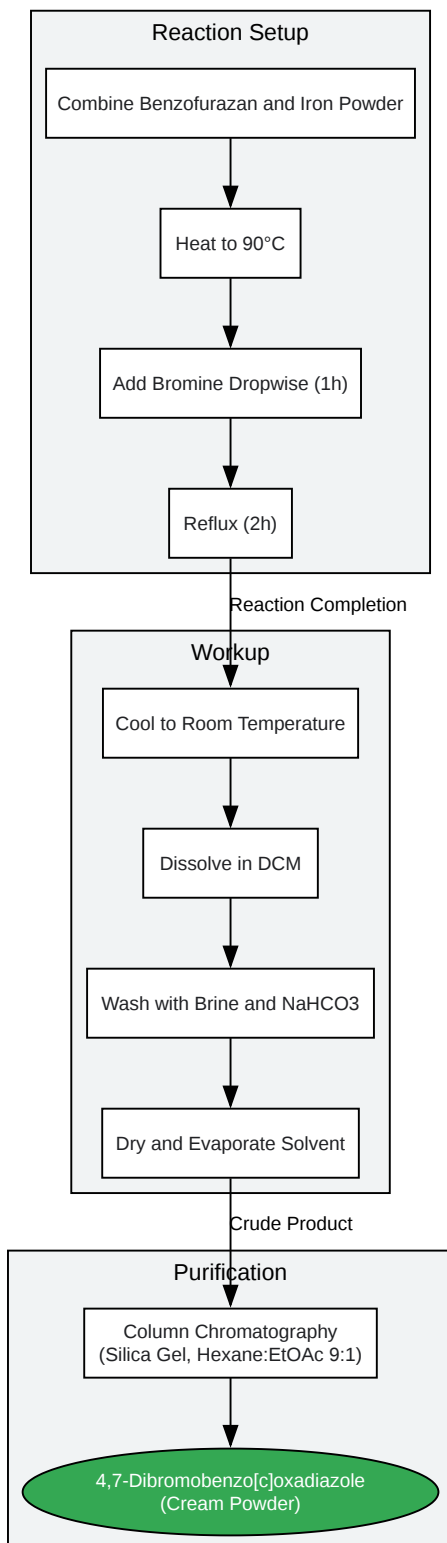 Reaction Setup
Combine Benzofurazan and Iron Powder
Heat to 90°C
Add Bromine Dropwise (1h)
Reflux (2h)
Reaction Completion
Workup
Cool to Room Temperature
Dissolve in DCM
Wash with Brine and NaHCO3
Dry and Evaporate Solvent
Crude Product
Purification
Column Chromatography
(Silica Gel, Hexane:EtOAc 9:1)
4,7-Dibromobenzo[c]oxadiazole
(Cream Powder)